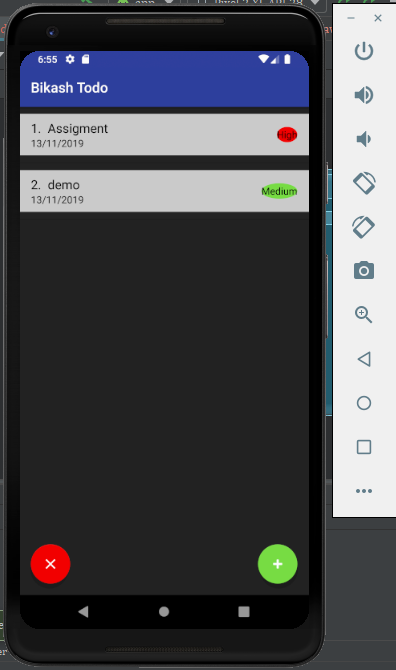 6:55
Bikash Todo
1. Assigment
13/11/2019
High
2. demo
13/11/2019
Medium